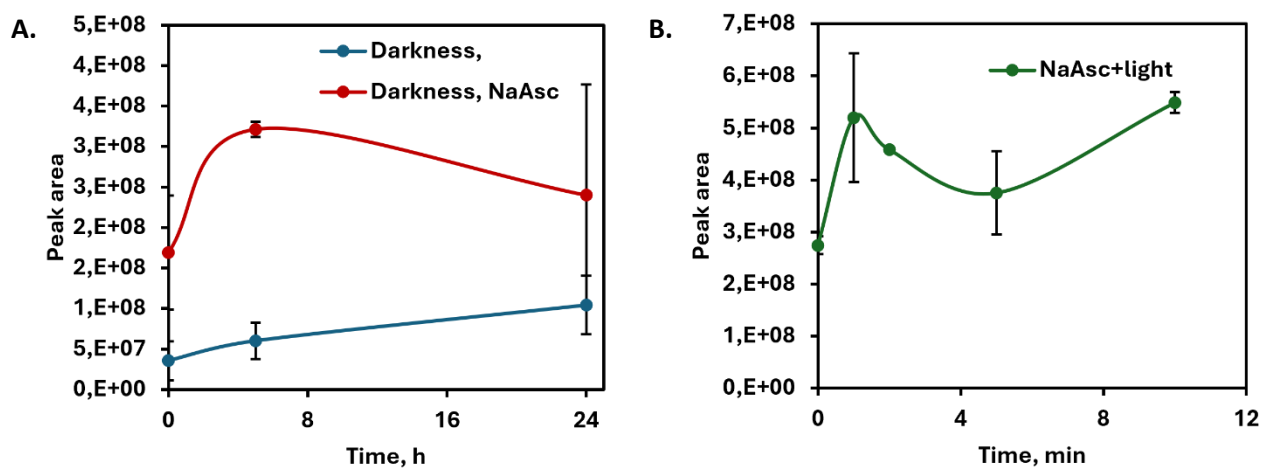 A.
5,E+08
4,E+08
4,E+08
3,E+08
3,E+08
2,E+08
2,E+08
1,E+08
5,E+07
0,E+00
Peak area
Darkness,
Darkness, NaAsc
0
8
16
24
Time, h
B.
7,E+08
6,E+08
5,E+08
4,E+08
3,E+08
2,E+08
1,E+08
0,E+00
Peak area
NaAsc+light
0
4
8
12
Time, min